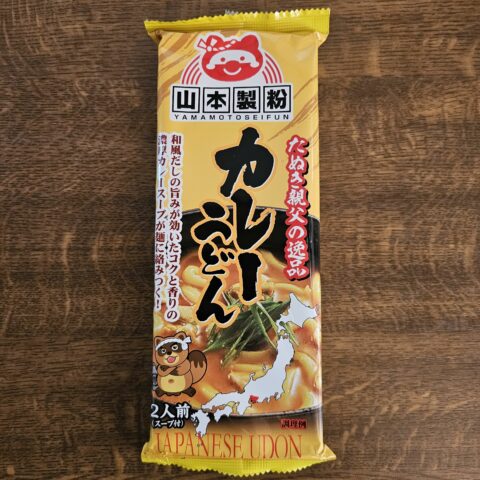 山本製粉
YAMAMOTOSEIFUN
たぬき親父の逸品
カレー
うどん
和風だしの旨みが効いたコクと香りの
濃厚カレースープが麺に絡みつく!
2人前
(スープ付)
調理例
JAPANESE UDON